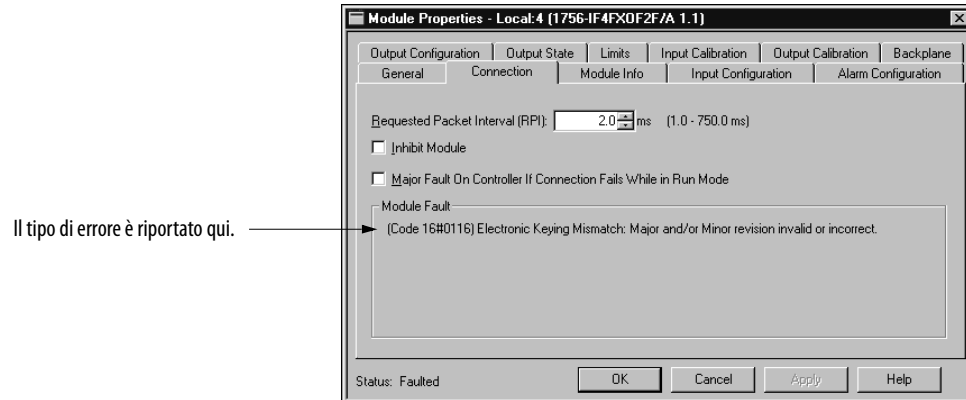 Module Properties - Local:4 (1756-IF4FXOF2F/A 1.1)
Output Configuration Output State Limits Input Calibration Output Calibration Backplane
General Connection Module Info Input Configuration Alarm Configuration
Requested Packet Interval (RPI): 2.0 ms (1.0 - 750.0 ms)
Inhibit Module
Major Fault On Controller If Connection Fails While in Run Mode
Module Fault
Il tipo di errore è riportato qui.
(Code 16#0116) Electronic Keying Mismatch: Major and/or Minor revision invalid or incorrect.
Status: Faulted
OK Cancel Apply Help